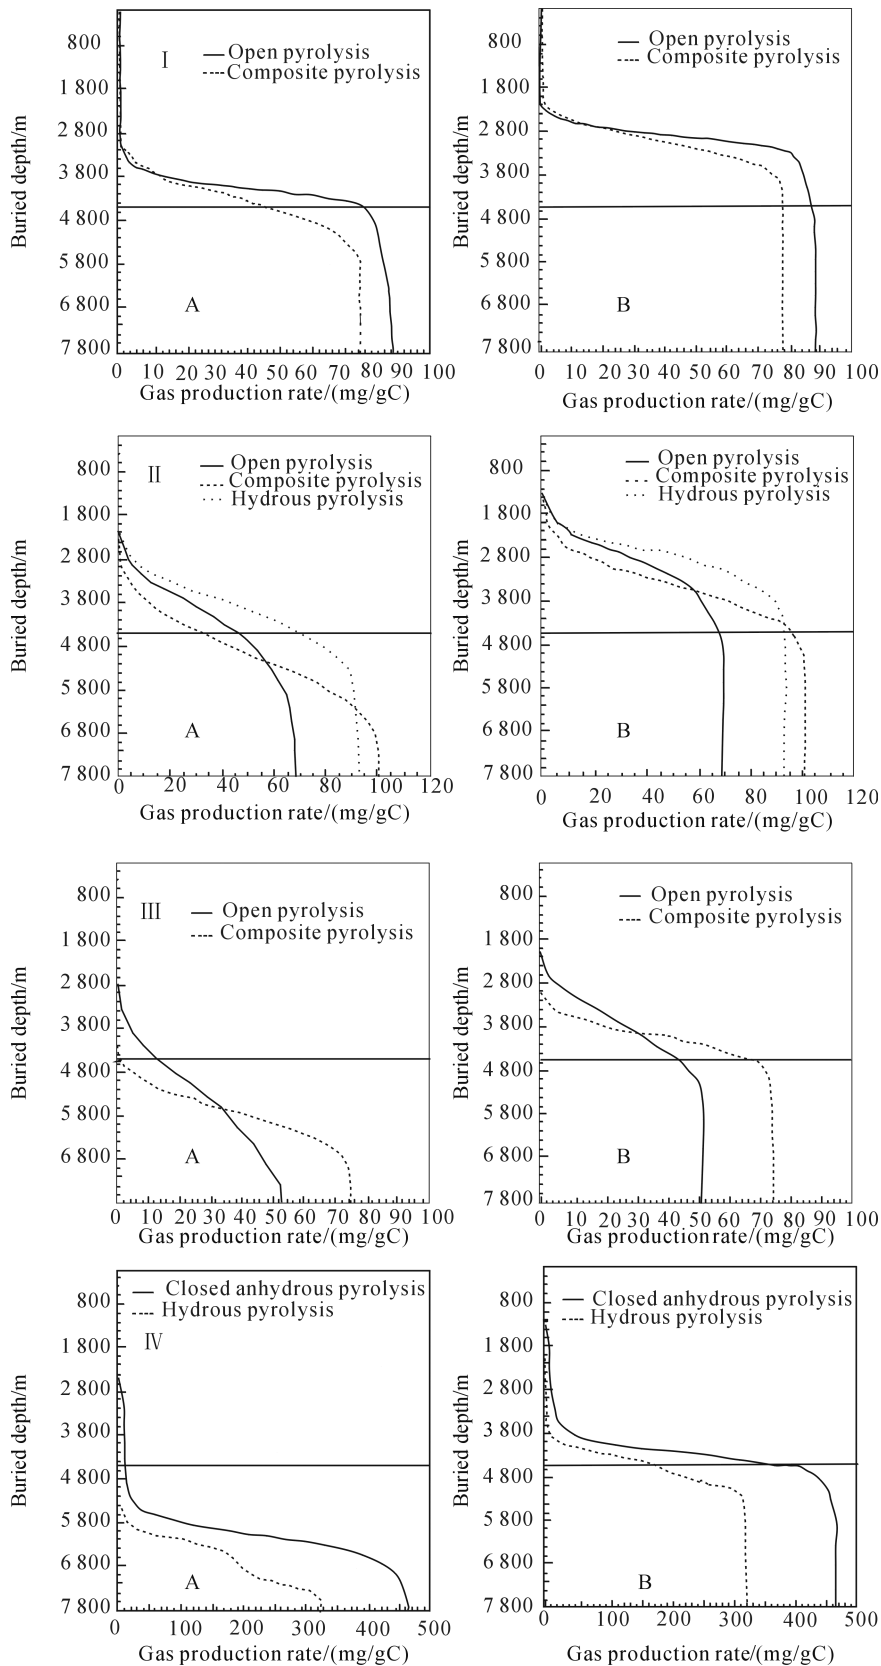 I
Open pyrolysis
Composite pyrolysis
Buried depth/m
800
1 800
2 800
3 800
4 800
5 800
6 800
7 800
A
0 10 20 30 40 50 60 70 80 100
Gas production rate/(mg/gC)
Open pyrolysis
Composite pyrolysis
Buried depth/m
800
1 800
2 800
3 800
4 800
5 800
6 800
7 800
B
0 10 20 30 40 50 60 70 80 90 100
Gas production rate/(mg/gC)
II
Open pyrolysis
Composite pyrolysis
Hydrous pyrolysis
Buried depth/m
800
1 800
2 800
3 800
4 800
5 800
6 800
7 800
A
0 20 40 60 80 100 120
Gas production rate/(mg/gC)
Open pyrolysis
Composite pyrolysis
Hydrous pyrolysis
Buried depth/m
800
1 800
2 800
3 800
4 800
5 800
6 800
7 800
B
0 20 40 60 80 100 120
Gas production rate/(mg/gC)
III
Open pyrolysis
Composite pyrolysis
Buried depth/m
800
1 800
2 800
3 800
4 800
5 800
6 800
A
0 10 20 30 40 50 60 70 80 90 100
Gas production rate/(mg/gC)
Open pyrolysis
Composite pyrolysis
Buried depth/m
800
1 800
2 800
3 800
4 800
5 800
6 800
7 800
B
0 10 20 30 40 50 60 70 80 100
Gas production rate/(mg/gC)
Closed anhydrous pyrolysis
Hydrous pyrolysis
IV
Buried depth/m
800
1 800
2 800
3 800
4 800
5 800
6 800
7 800
A
0 100 200 300 400 500
Gas production rate/(mg/gC)
Closed anhydrous pyrolysis
Hydrous pyrolysis
Buried depth/m
800
1 800
2 800
3 800
4 800
5 800
6 800
7 800
B
0 100 200 300 400 500
Gas production rate/(mg/gC)